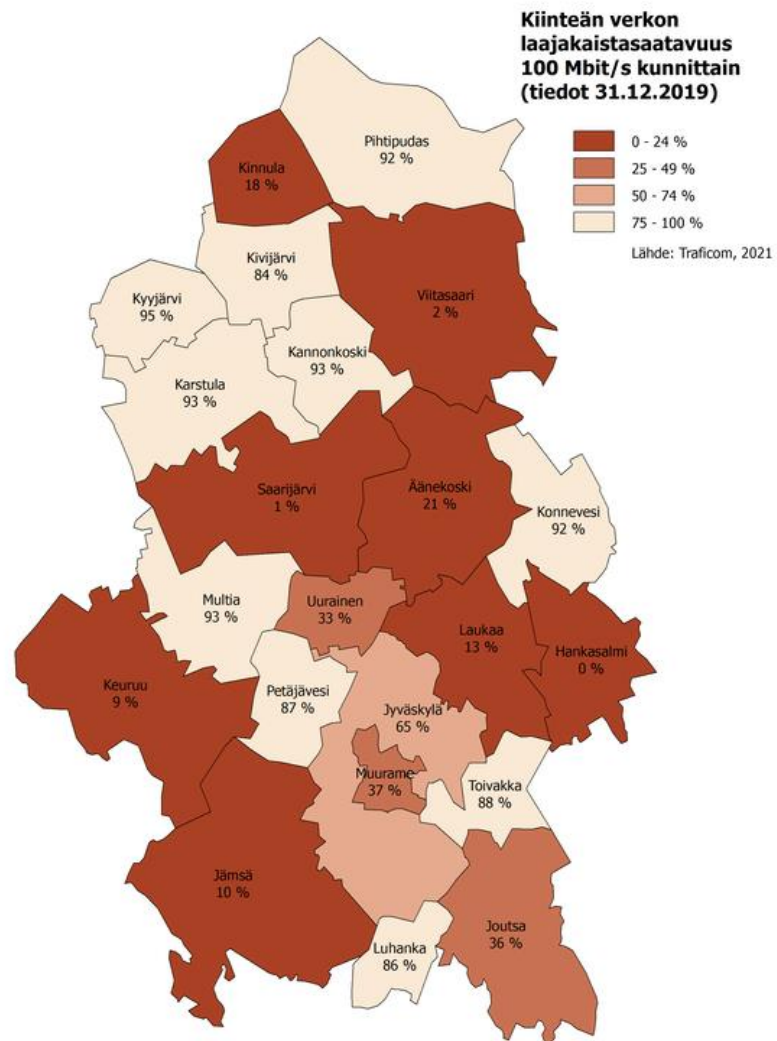 Kiinteän verkon
laajakaistasaatavuus
100 Mbit/s kunnittain
(tiedot 31.12.2019)
0 - 24 %
25 - 49 %
50 - 74 %
75 - 100 %
Lähde: Traficom, 2021
Pihtipudas
92 %
Kinnula
18 %
Kivijärvi
84 %
Viitasaari
2 %
Kyyjärvi
95 %
Kannonkoski
93 %
Karstula
93 %
Saarijärvi
1 %
Äänekoski
21 %
Konnevesi
92 %
Multia
93 %
Uurainen
33 %
Laukaa
13 %
Hankasalmi
0 %
Keuruu
9 %
Petäjävesi
87 %
Jyväskylä
65 %
Muurame
37 %
Toivakka
88 %
Jämsä
10 %
Joutsa
36 %
Luhanka
86 %